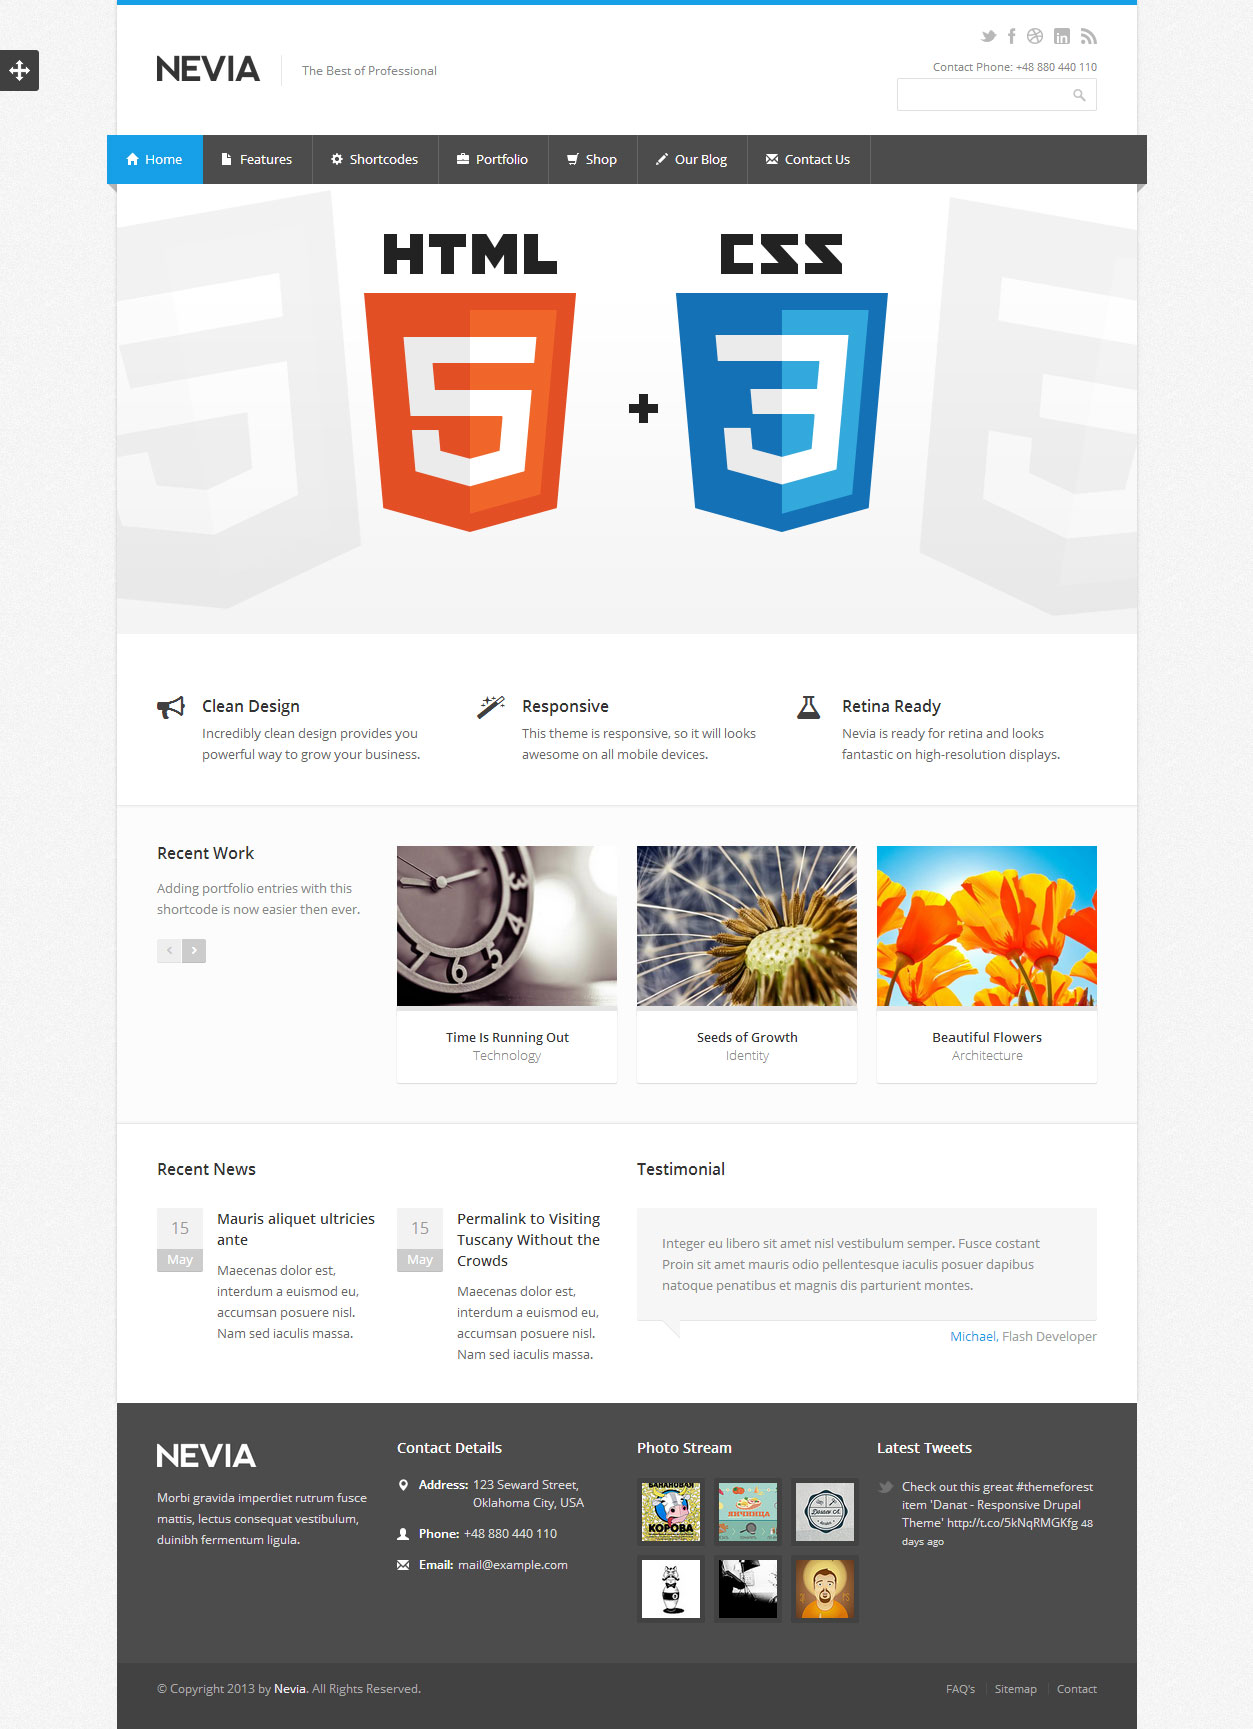 NEVIA
The Best of Professional
Contact Phone: +48 880 440 110
Home
Features
Shortcodes
Portfolio
Shop
Our Blog
Contact Us
HTML
CSS
5
+
3
Clean Design
Incredibly clean design provides you
powerful way to grow your business.
Responsive
This theme is responsive, so it will looks
awesome on all mobile devices.
Retina Ready
Nevia is ready for retina and looks
fantastic on high-resolution displays.
Recent Work
Adding portfolio entries with this
shortcode is now easier then ever.
Time Is Running Out
Technology
Seeds of Growth
Identity
Beautiful Flowers
Architecture
Recent News
15
May
Mauris aliquet ultricies
ante
Maecenas dolor est,
interdum a euismod eu,
accumsan posuere nisl.
Nam sed iaculis massa.
15
May
Permalink to Visiting
Tuscany Without the
Crowds
Maecenas dolor est,
interdum a euismod eu,
accumsan posuere nisl.
Nam sed iaculis massa.
Testimonial
Integer eu libero sit amet nisl vestibulum semper. Fusce costant
Proin sit amet mauris odio pellentesque iaculis posuer dapibus
natoque penatibus et magnis dis parturient montes.
Michael, Flash Developer
NEVIA
Morbi gravida imperdiet rutrum fusce
mattis, lectus consequat vestibulum,
duinibh fermentum ligula.
Contact Details
Address: 123 Seward Street,
Oklahoma City, USA
Phone: +48 880 440 110
Email: mail@example.com
Photo Stream
БАНАНОВАЯ
КОРОВА
ЯИЧНИЦА
Latest Tweets
Check out this great #themeforest
item 'Danat - Responsive Drupal
Theme' http://t.co/5kNqRMGKfg 48
days ago
© Copyright 2013 by Nevia. All Rights Reserved.
FAQ's
Sitemap
Contact